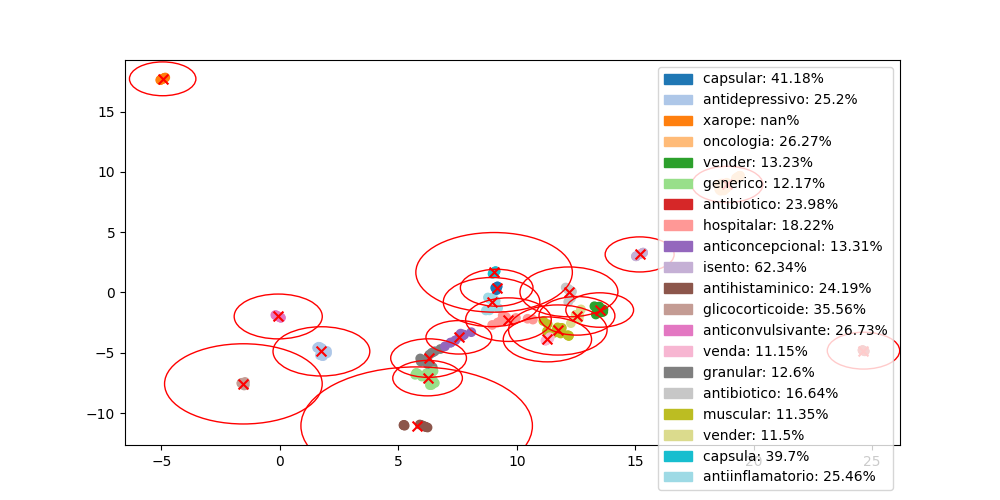 15
10
5
0
−5
−10
−5
0
5
10
15
20
25
capsular: 41.18%
antidepressivo: 25.2%
xarope: nan%
oncologia: 26.27%
vender: 13.23%
generico: 12.17%
antibiotico: 23.98%
hospitalar: 18.22%
anticoncepcional: 13.31%
isento: 62.34%
antihistaminico: 24.19%
glicocorticoide: 35.56%
anticonvulsivante: 26.73%
venda: 11.15%
granular: 12.6%
antibiotico: 16.64%
muscular: 11.35%
vender: 11.5%
capsula: 39.7%
antiinflamatorio: 25.46%